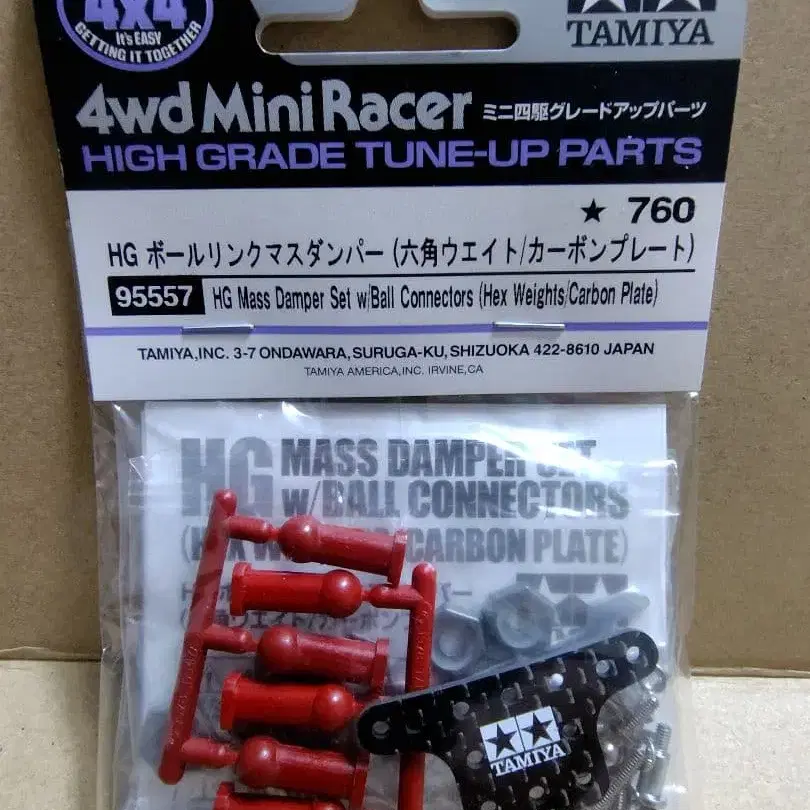 4X4
It's EASY
GETTING IT TOGETHER
TAMIYA
4wd Mini Racer ミニ四駆グレードアップパーツ
HIGH GRADE TUNE-UP PARTS
★ 760
HG ボールリンクマスダンパー (六角ウエイト/カーボンプレート)
95557 HG Mass Damper Set w/Ball Connectors (Hex Weights/Carbon Plate)
TAMIYA,INC. 3-7 ONDAWARA, SURUGA-KU, SHIZUOKA 422-8610 JAPAN
TAMIYA AMERICA, INC. IRVINE, CA
HG MASS DAMPER SET
w/BALL CONNECTORS
CARBON PLATE)
TAMIYA